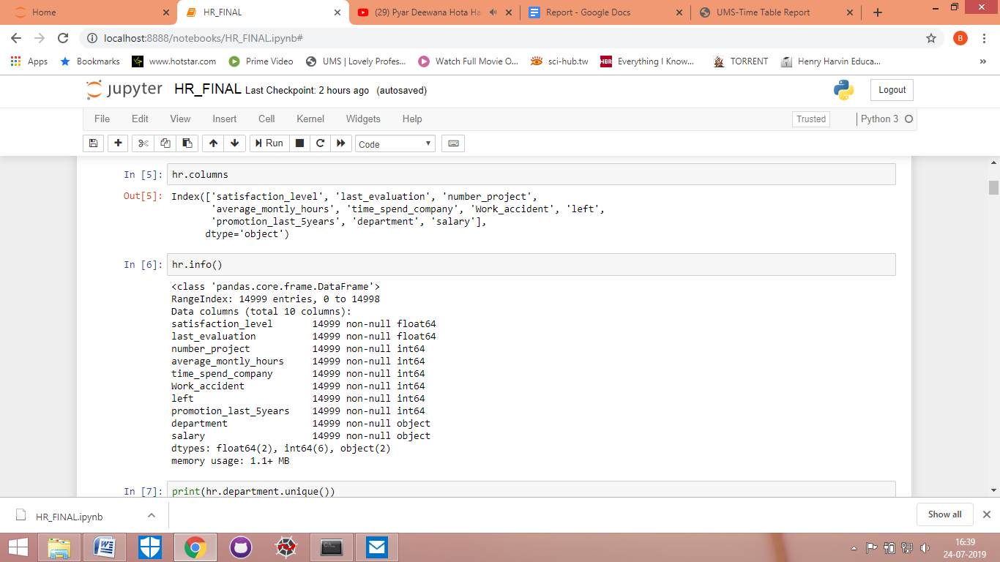 Home
HR_FINAL
(29) Pyar Deewana Hota Ha
Report - Google Docs
UMS-Time Table Report
localhost:8888/notebooks/HR_FINAL.ipynb#
B
Apps
Bookmarks
www.hotstar.com
Prime Video
UMS | Lovely Profes...
Watch Full Movie O...
sci-hub.tw
HBR
Everything I Know...
TORRENT
Henry Harvin Educa...
»
jupyter HR_FINAL Last Checkpoint: 2 hours ago (autosaved)
Logout
File Edit View Insert Cell Kernel Widgets Help
Trusted
Python 3
Run
Code
In [5]: hr.columns
Out[5]: Index(['satisfaction_level', 'last_evaluation', 'number_project',
'average_montly_hours', 'time_spend_company', 'Work_accident', 'left',
'promotion_last_5years', 'department', 'salary'],
dtype='object')
In [6]: hr.info()
<class 'pandas.core.frame.DataFrame'>
RangeIndex: 14999 entries, 0 to 14998
Data columns (total 10 columns):
satisfaction_level 14999 non-null float64
last_evaluation 14999 non-null float64
number_project 14999 non-null int64
average_montly_hours 14999 non-null int64
time_spend_company 14999 non-null int64
Work_accident 14999 non-null int64
left 14999 non-null int64
promotion_last_5years 14999 non-null int64
department 14999 non-null object
salary 14999 non-null object
dtypes: float64(2), int64(6), object(2)
memory usage: 1.1+ MB
In [7]: print(hr.department.unique())
HR_FINAL.ipynb
Show all
16:39
24-07-2019